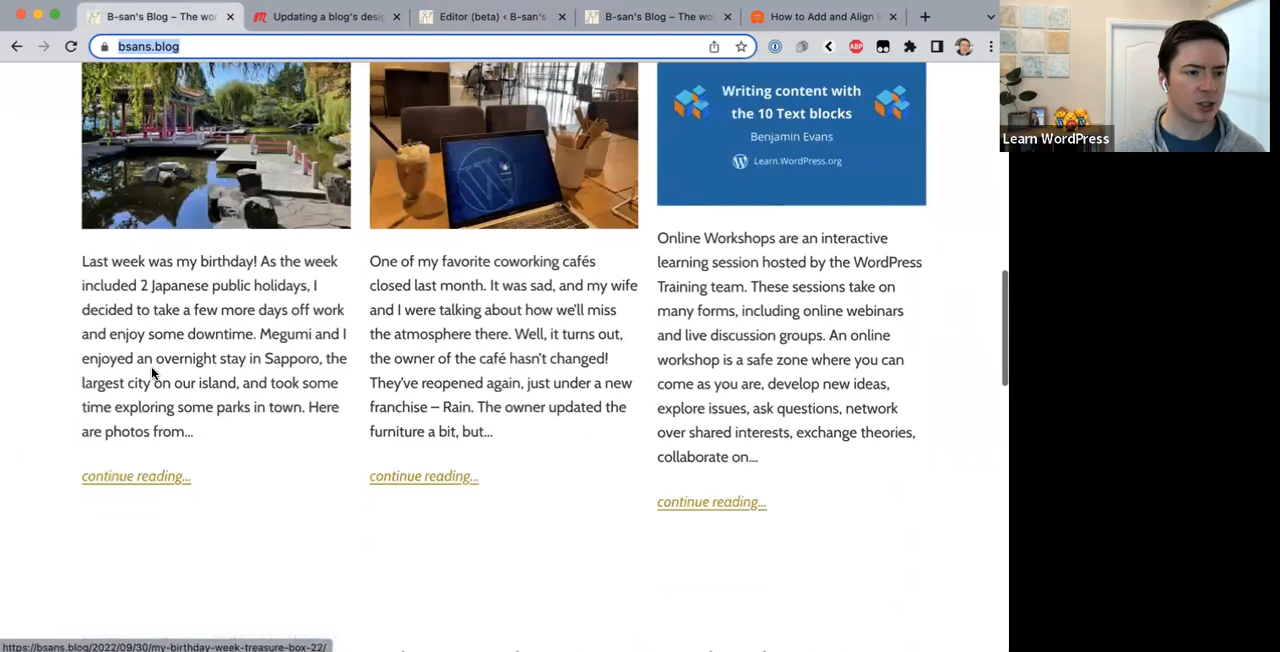 B-san's Blog – The wor
Updating a blog's desi
Editor (beta) ‹ B-san's
B-san's Blog – The wo
How to Add and Align I
bsans.blog
ABP
Learn WordPress
Writing content with
the 10 Text blocks
Benjamin Evans
Learn.WordPress.org
Last week was my birthday! As the week
included 2 Japanese public holidays, I
decided to take a few more days off work
and enjoy some downtime. Megumi and I
enjoyed an overnight stay in Sapporo, the
largest city on our island, and took some
time exploring some parks in town. Here
are photos from...
continue reading...
One of my favorite coworking cafés
closed last month. It was sad, and my wife
and I were talking about how we'll miss
the atmosphere there. Well, it turns out,
the owner of the café hasn't changed!
They've reopened again, just under a new
franchise – Rain. The owner updated the
furniture a bit, but...
continue reading...
Online Workshops are an interactive
learning session hosted by the WordPress
Training team. These sessions take on
many forms, including online webinars
and live discussion groups. An online
workshop is a safe zone where you can
come as you are, develop new ideas,
explore issues, ask questions, network
over shared interests, exchange theories,
collaborate on...
continue reading...
https://bsans.blog/2022/09/30/my-birthday-week-treasure-box-22/